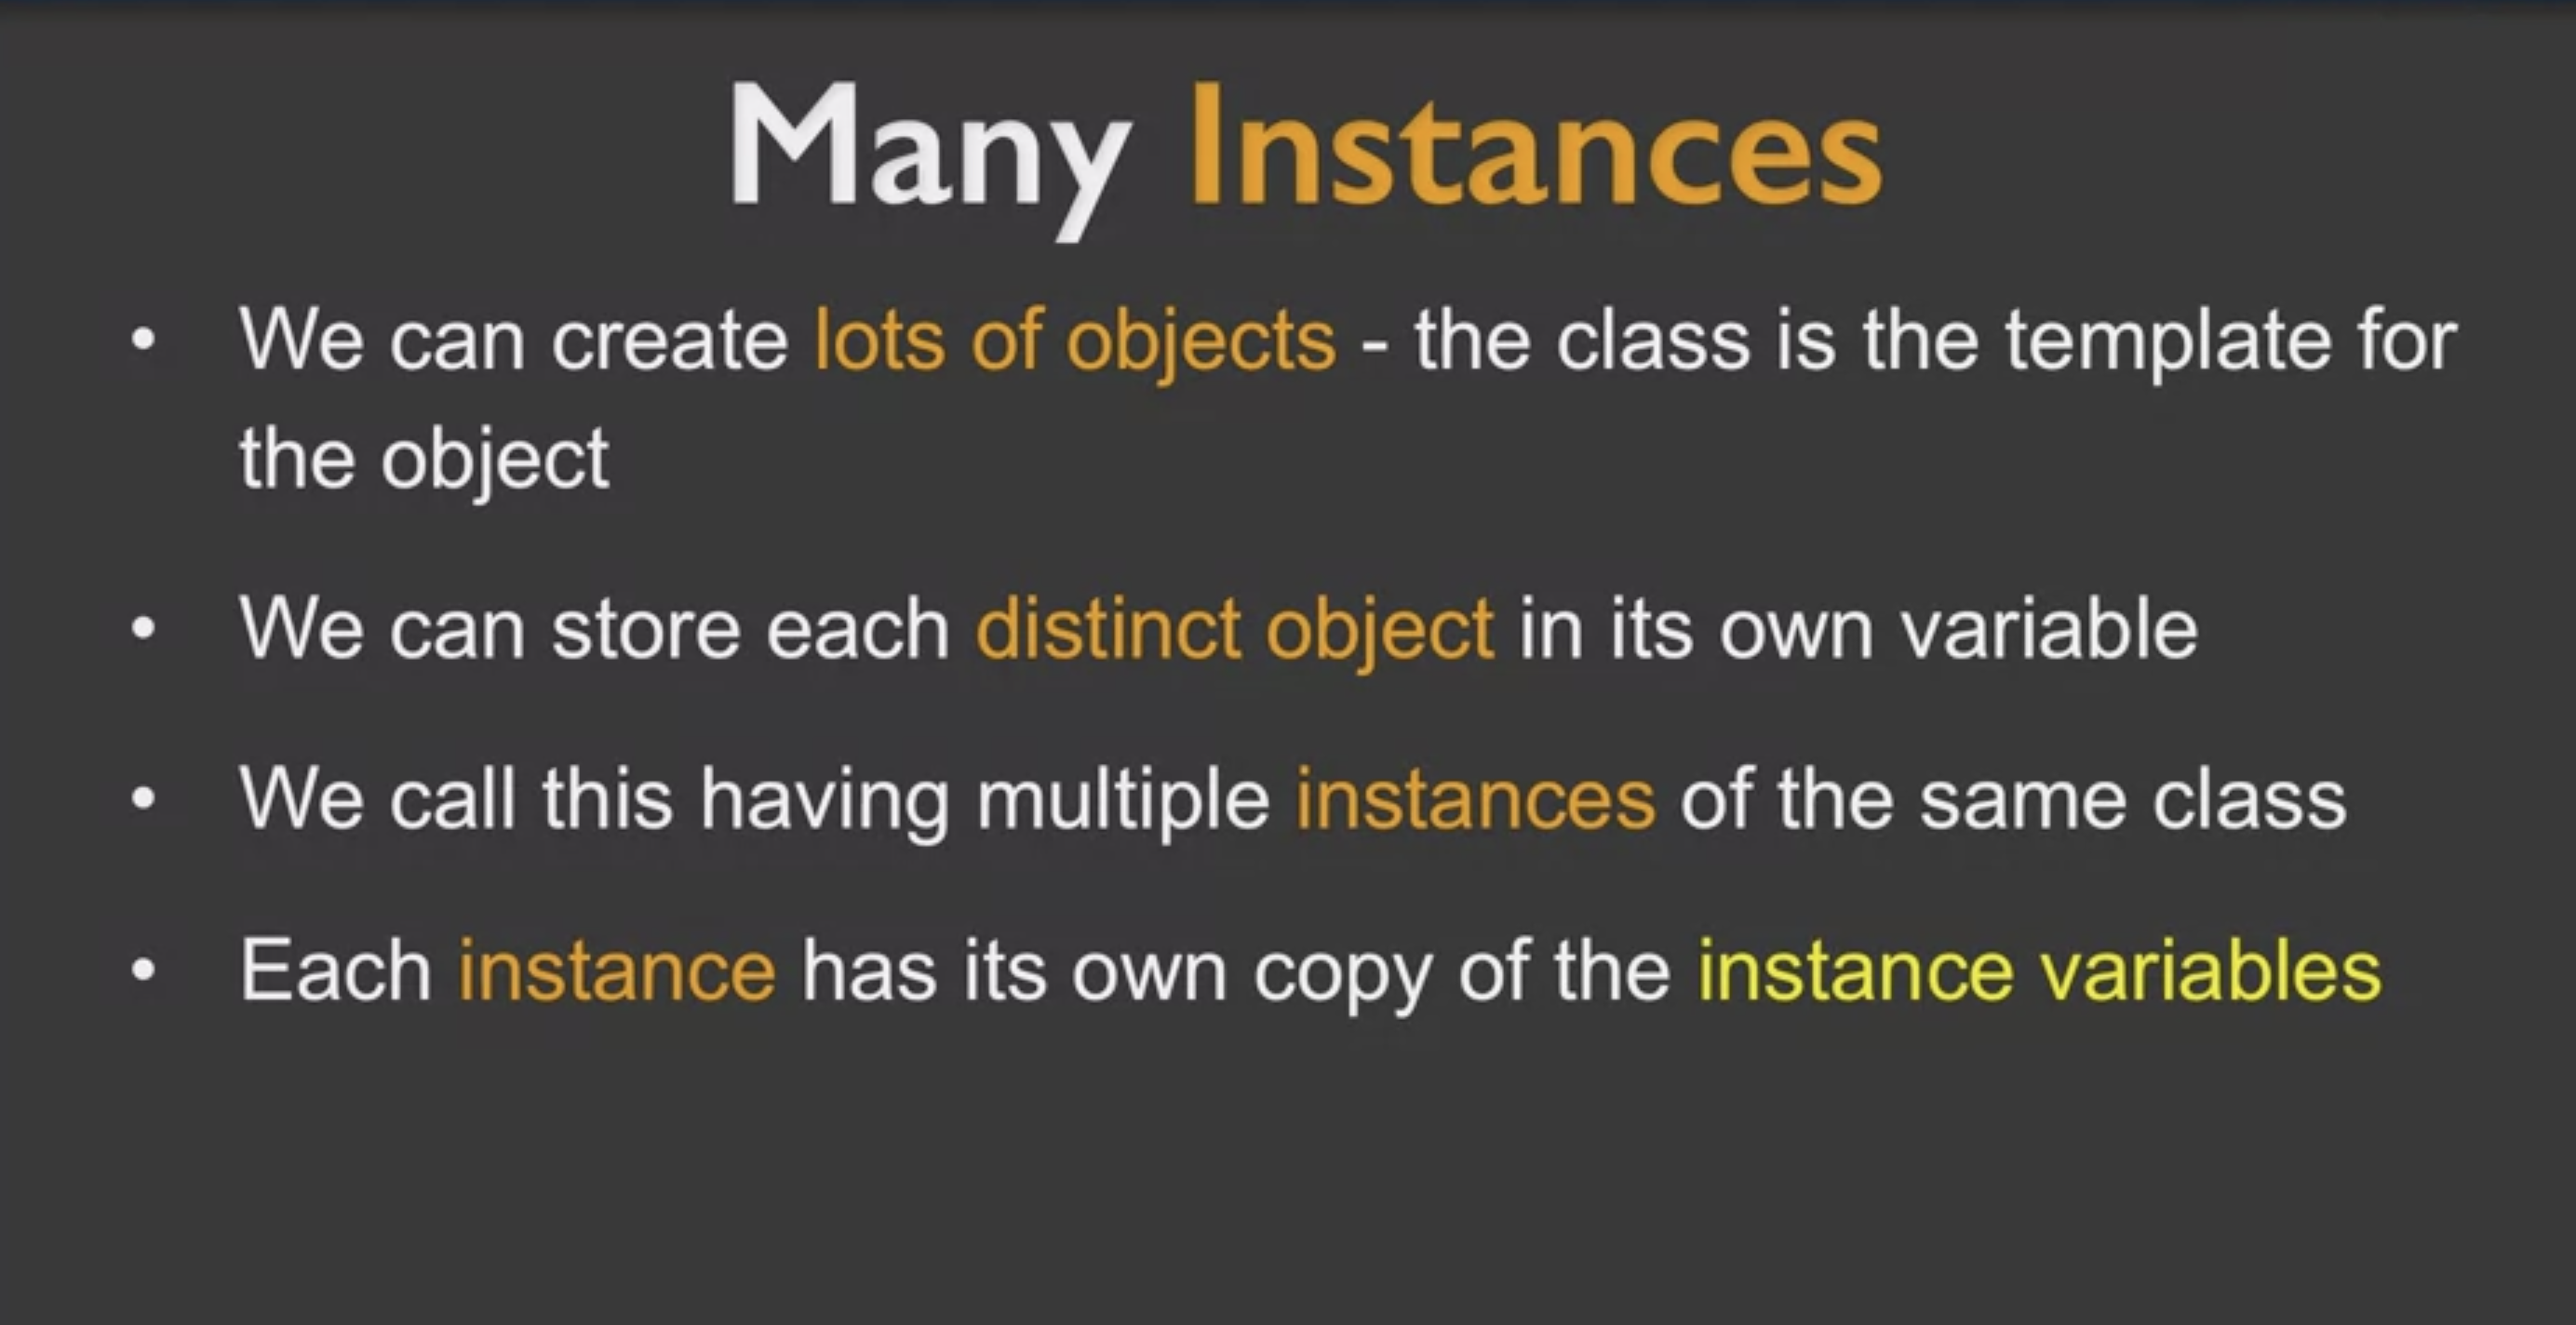 Many Instances
• We can create lots of objects - the class is the template for
the object
• We can store each distinct object in its own variable
• We call this having multiple instances of the same class
• Each instance has its own copy of the instance variables